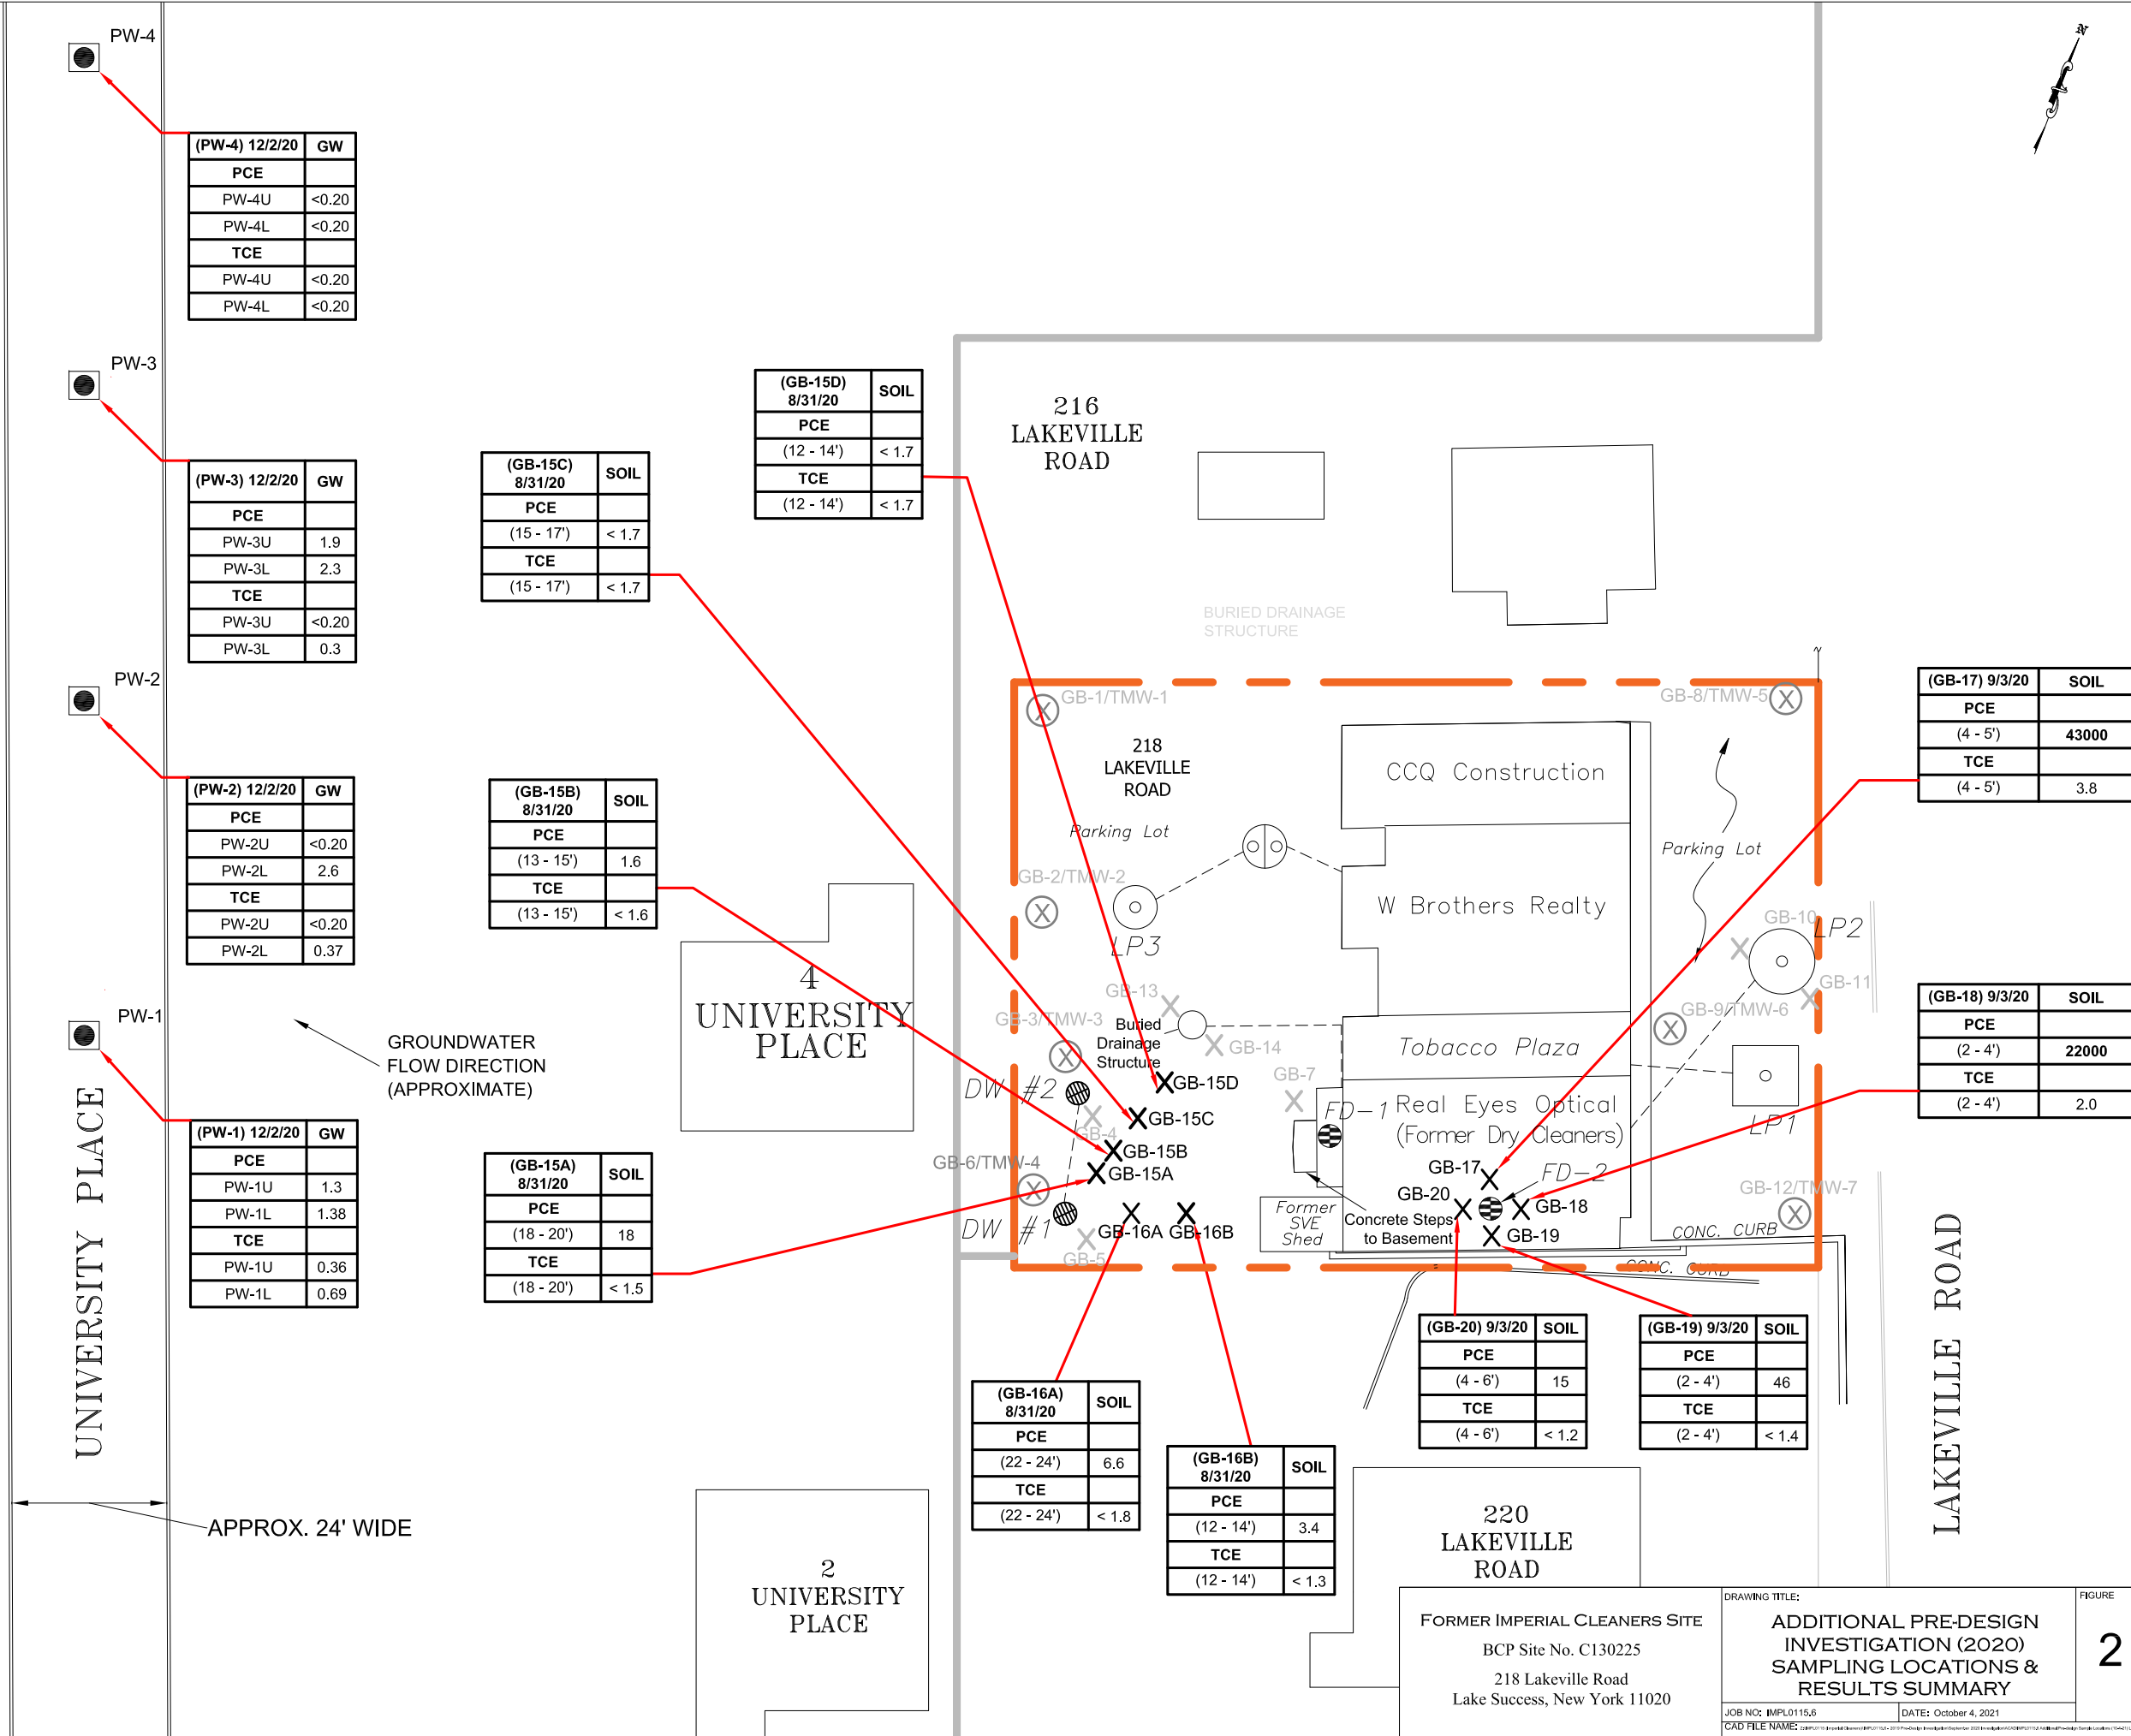 PW-4
(PW-4) 12/2/20 GW
PCE
PW-4U <0.20
PW-4L <0.20
TCE
PW-4U <0.20
PW-4L <0.20
PW-3
(PW-3) 12/2/20 GW
PCE
PW-3U 1.9
PW-3L 2.3
TCE
PW-3U <0.20
PW-3L 0.3
PW-2
(PW-2) 12/2/20 GW
PCE
PW-2U <0.20
PW-2L 2.6
TCE
PW-2U <0.20
PW-2L 0.37
PW-1
(PW-1) 12/2/20 GW
PCE
PW-1U 1.3
PW-1L 1.38
TCE
PW-1U 0.36
PW-1L 0.69
GROUNDWATER
FLOW DIRECTION
(APPROXIMATE)
UNIVERSITY PLACE
APPROX. 24' WIDE
(GB-15D)
8/31/20 SOIL
PCE
(12 - 14') < 1.7
TCE
(12 - 14') < 1.7
(GB-15C)
8/31/20 SOIL
PCE
(15 - 17') < 1.7
TCE
(15 - 17') < 1.7
(GB-15B)
8/31/20 SOIL
PCE
(13 - 15') 1.6
TCE
(13 - 15') < 1.6
(GB-15A)
8/31/20 SOIL
PCE
(18 - 20') 18
TCE
(18 - 20') < 1.5
4
UNIVERSITY
PLACE
2
UNIVERSITY
PLACE
N
216
LAKEVILLE
ROAD
BURIED DRAINAGE
STRUCTURE
GB-1/TMW-1
GB-8/TMW-5
218
LAKEVILLE
ROAD
Parking Lot
CCQ Construction
Parking Lot
GB-2/TMW-2
LP3
W Brothers Realty
GB-10
LP2
GB-11
GB-13
GB-3/TMW-3
Buried
Drainage
Structure
GB-14
GB-9/TMW-6
Tobacco Plaza
DW #2
GB-15D
GB-7
GB-4
GB-15C
FD-1
Real Eyes Optical
(Former Dry Cleaners)
LP1
GB-15B
GB-6/TMW-4
GB-15A
GB-17
FD-2
GB-20
GB-18
GB-12/TMW-7
DW #1
GB-16A
GB-16B
GB-5
Former
SVE
Shed
Concrete Steps
to Basement
GB-19
CONC. CURB
CONC. CURB
(GB-17) 9/3/20 SOIL
PCE
(4 - 5') 43000
TCE
(4 - 5') 3.8
(GB-18) 9/3/20 SOIL
PCE
(2 - 4') 22000
TCE
(2 - 4') 2.0
(GB-20) 9/3/20 SOIL
PCE
(4 - 6') 15
TCE
(4 - 6') < 1.2
(GB-19) 9/3/20 SOIL
PCE
(2 - 4') 46
TCE
(2 - 4') < 1.4
(GB-16A)
8/31/20 SOIL
PCE
(22 - 24') 6.6
TCE
(22 - 24') < 1.8
(GB-16B)
8/31/20 SOIL
PCE
(12 - 14') 3.4
TCE
(12 - 14') < 1.3
LAKEVILLE ROAD
220
LAKEVILLE
ROAD
FORMER IMPERIAL CLEANERS SITE
BCP Site No. C130225
218 Lakeville Road
Lake Success, New York 11020
DRAWING TITLE:
ADDITIONAL PRE-DESIGN
INVESTIGATION (2020)
SAMPLING LOCATIONS &
RESULTS SUMMARY
FIGURE
2
JOB NO: IMPL0115.6
DATE: October 4, 2021
CAD FILE NAME: